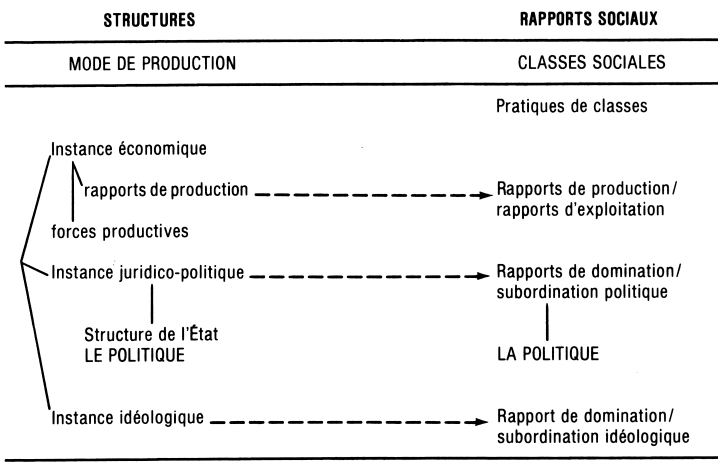 STRUCTURES RAPPORTS SOCIAUX
MODE DE PRODUCTION CLASSES SOCIALES
Pratiques de classes
Instance économique
rapports de production Rapports de production/
rapports d'exploitation
forces productives
Instance juridico-politique Rapports de domination/
subordination politique
Structure de l'État
LE POLITIQUE LA POLITIQUE
Instance idéologique Rapport de domination/
subordination idéologique